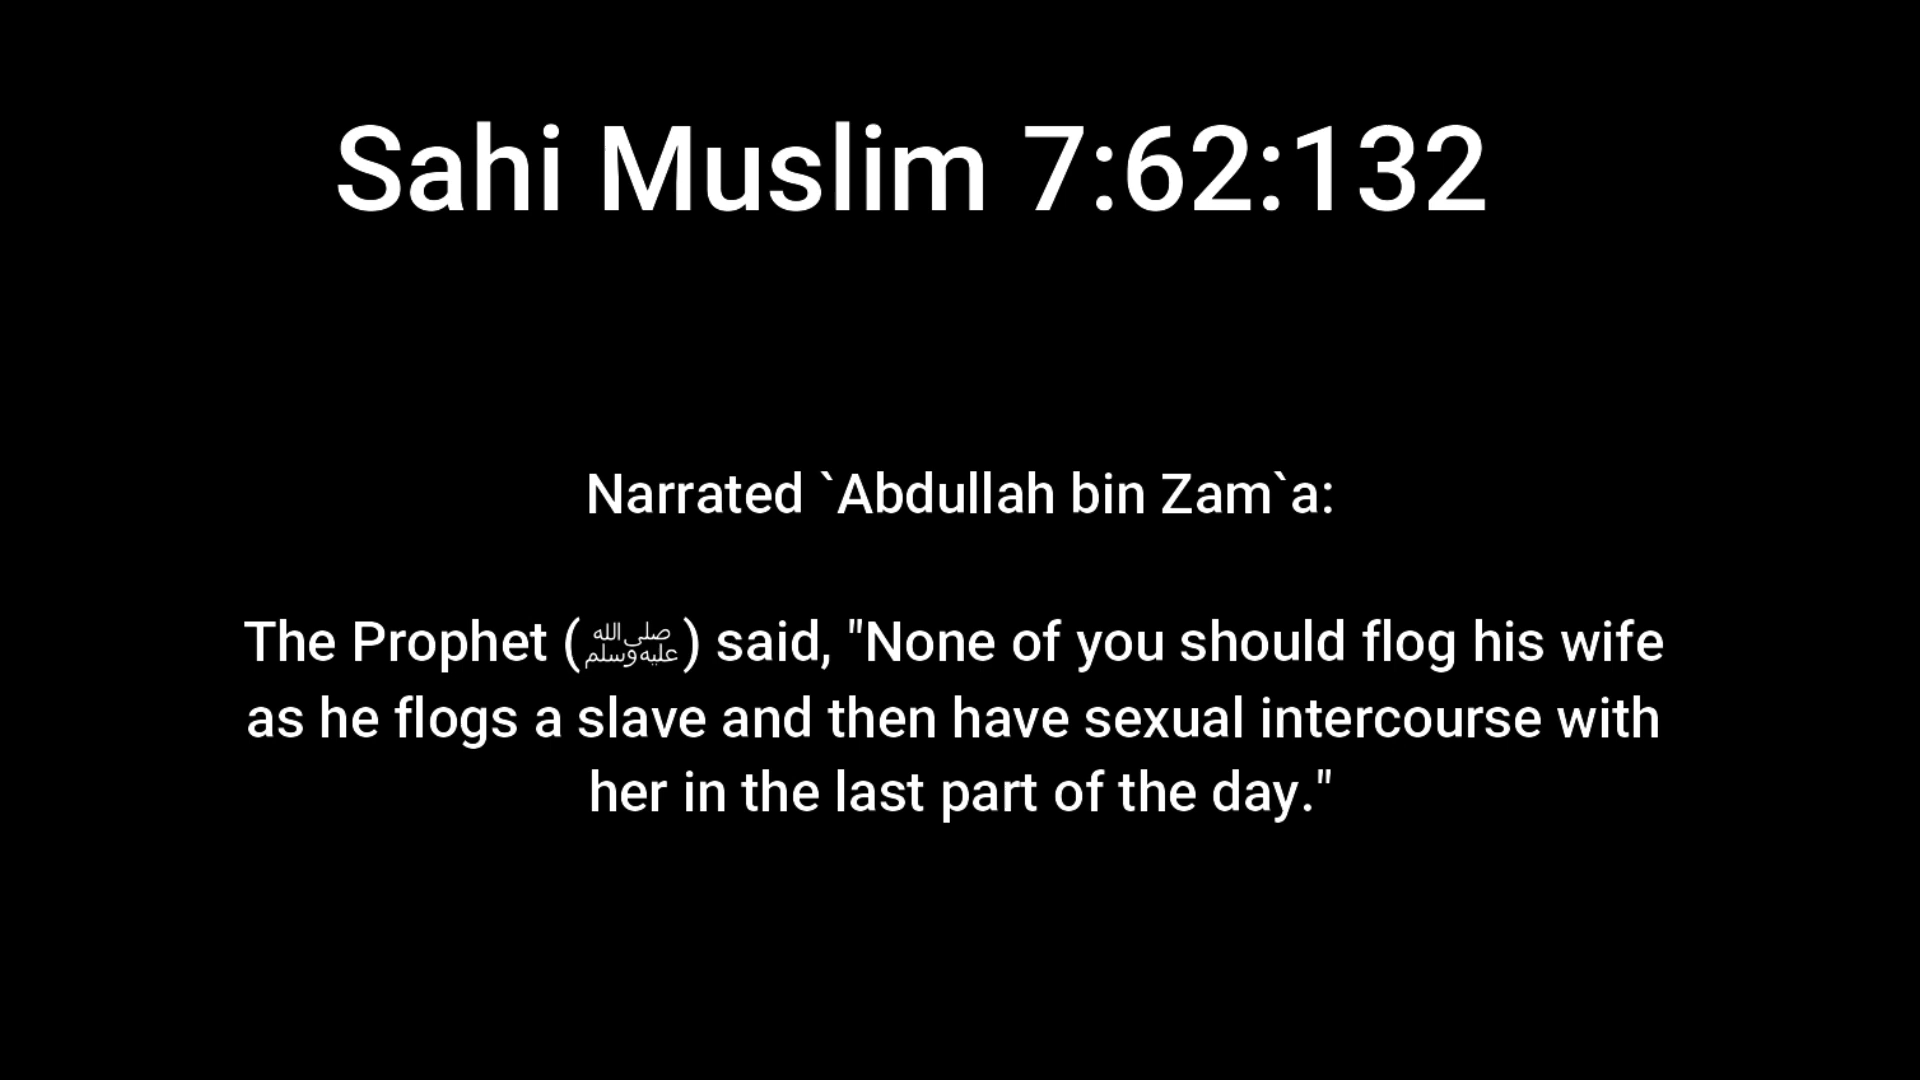 Sahi Muslim 7:62:132
Narrated `Abdullah bin Zam`a:
The Prophet (ﷺ) said, "None of you should flog his wife
as he flogs a slave and then have sexual intercourse with
her in the last part of the day."